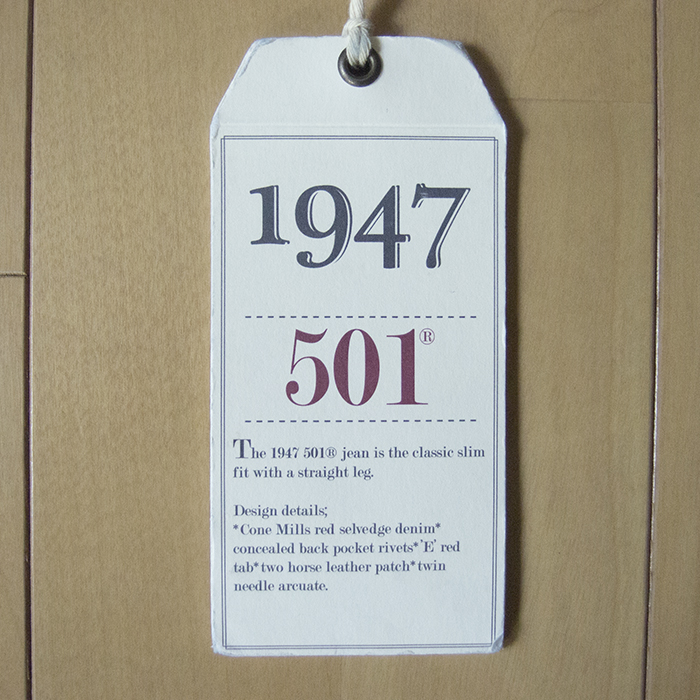 1947
501®
The 1947 501® jean is the classic slim
fit with a straight leg.
Design details;
*Cone Mills red selvedge denim*
concealed back pocket rivets*'E' red
tab*two horse leather patch*twin
needle arcuate.